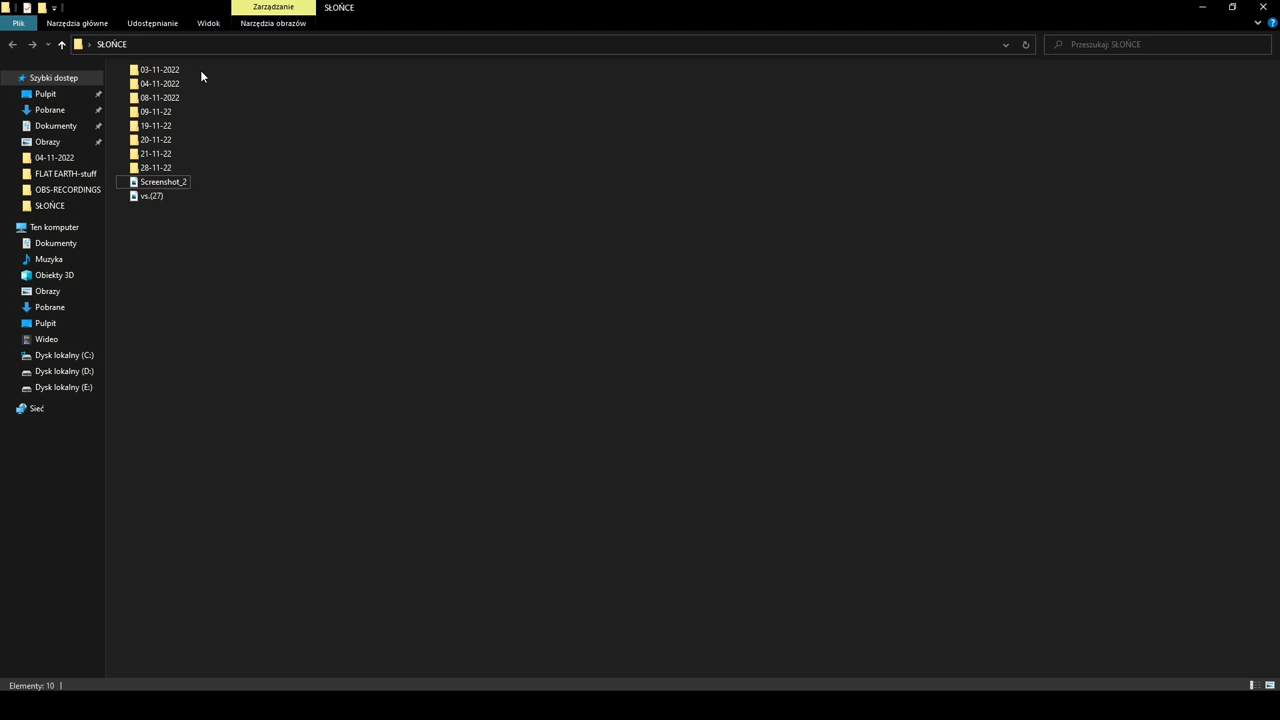 Zarządzanie
SŁOŃCE
Plik
Narzędzia główne
Udostępnianie
Widok
Narzędzia obrazów
SŁOŃCE
Przeszukaj: SŁOŃCE
Szybki dostęp
Pulpit
Pobrane
Dokumenty
Obrazy
04-11-2022
FLAT EARTH-stuff
OBS-RECORDINGS
SŁOŃCE
Ten komputer
Dokumenty
Muzyka
Obiekty 3D
Obrazy
Pobrane
Pulpit
Wideo
Dysk lokalny (C:)
Dysk lokalny (D:)
Dysk lokalny (E:)
Sieć
03-11-2022
04-11-2022
08-11-2022
09-11-22
19-11-22
20-11-22
21-11-22
28-11-22
Screenshot_2
vs.(27)
Elementy: 10